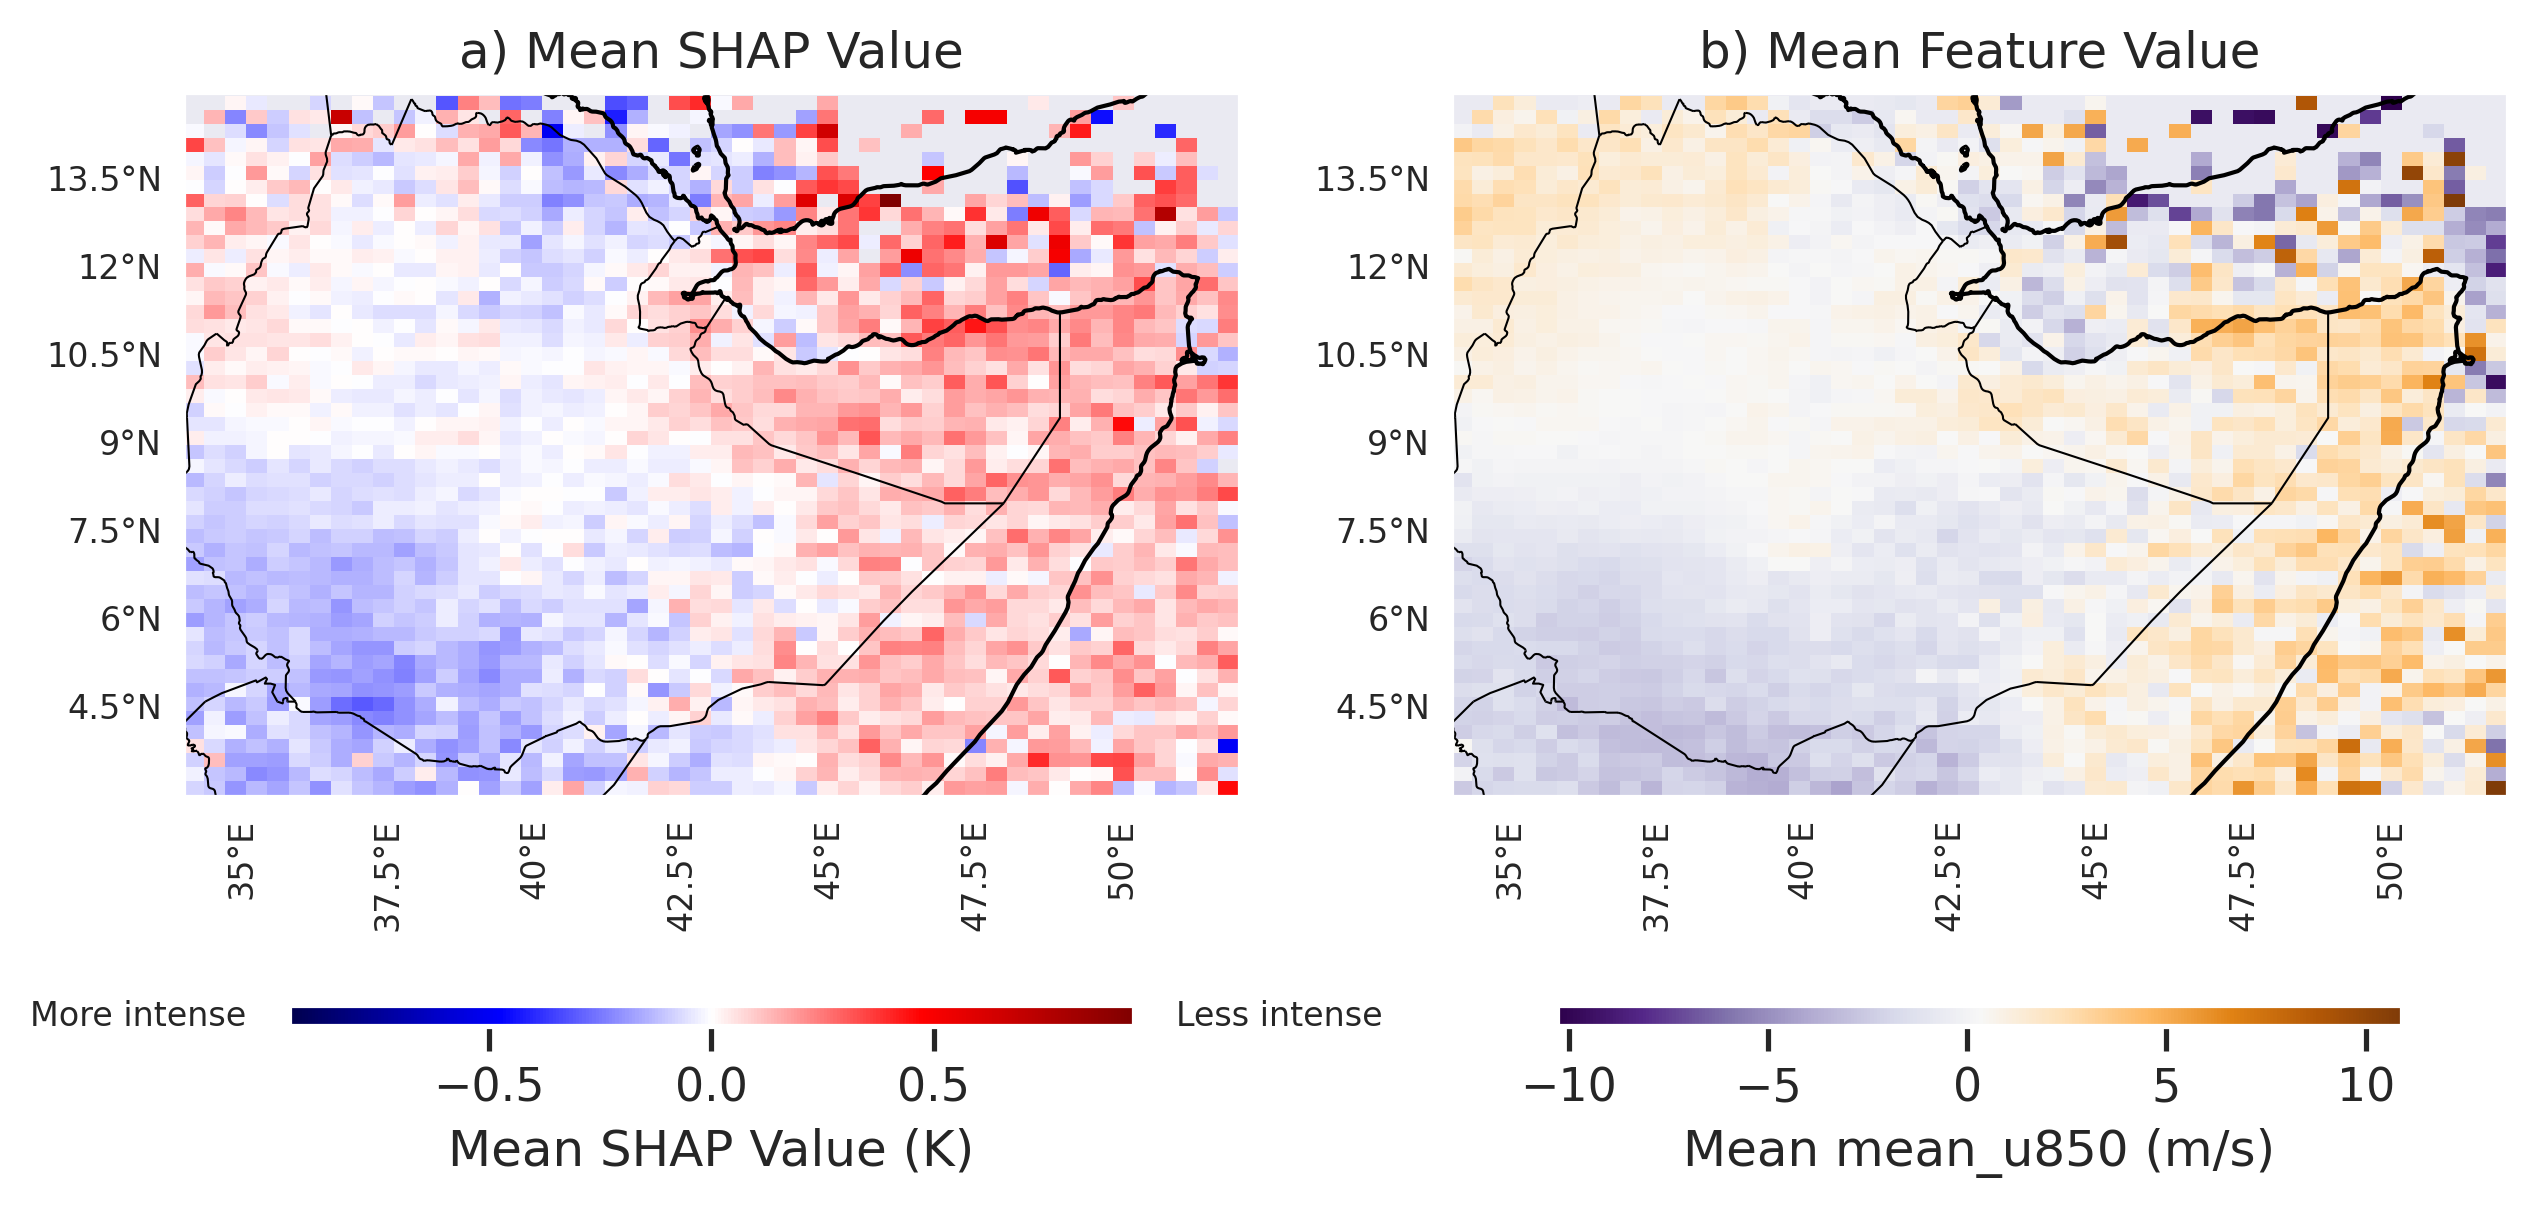 a) Mean SHAP Value
b) Mean Feature Value
13.5°N
12°N
10.5°N
9°N
7.5°N
6°N
4.5°N
35°E
37.5°E
40°E
42.5°E
45°E
47.5°E
50°E
13.5°N
12°N
10.5°N
9°N
7.5°N
6°N
4.5°N
35°E
37.5°E
40°E
42.5°E
45°E
47.5°E
50°E
More intense
Less intense
−0.5
0.0
0.5
Mean SHAP Value (K)
−10
−5
0
5
10
Mean mean_u850 (m/s)